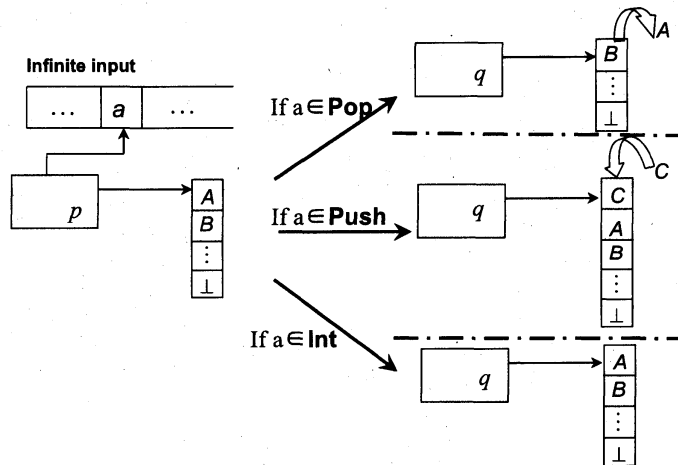 Infinite input
... a ...
p
A
B
⋮
⊥
If a ∈ Pop
If a ∈ Push
If a ∈ Int
q
B
⋮
⊥
A
q
C
A
B
⋮
⊥
C
q
A
B
⋮
⊥